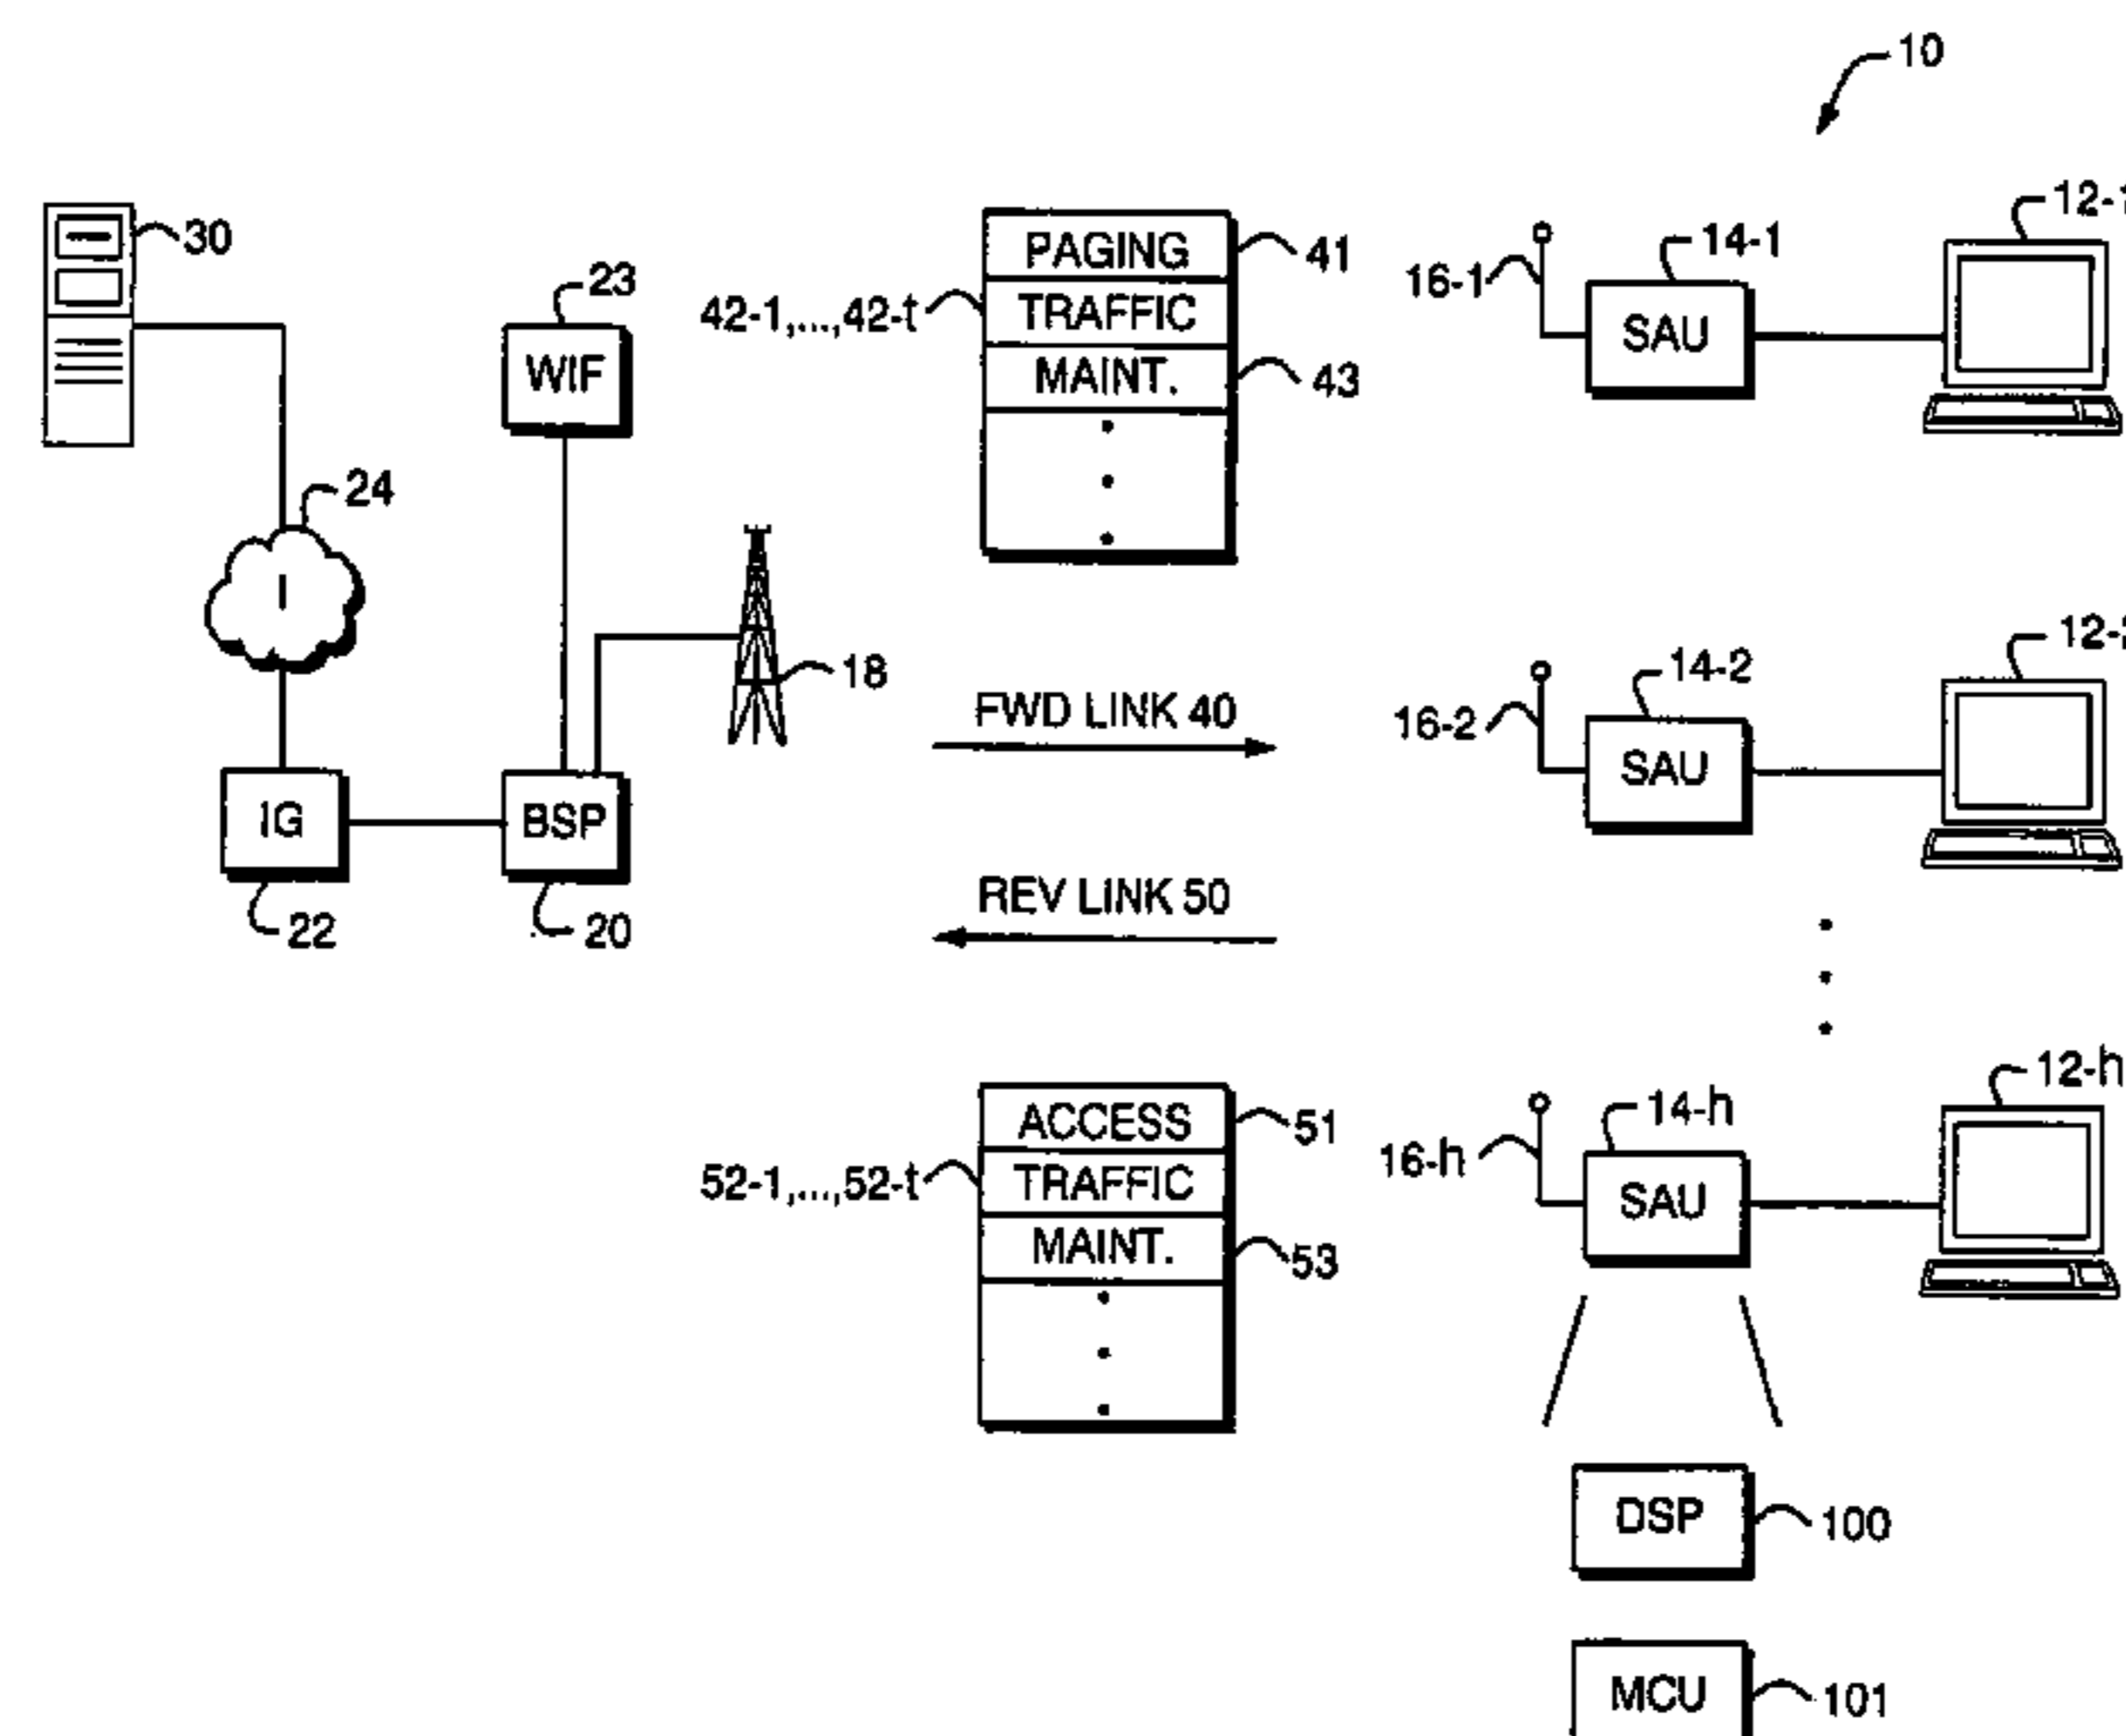 10
30
23
WIF
24
I
18
IG
22
BSP
20
PAGING
41
42-1,...,42-t
TRAFFIC
MAINT.
43
FWD LINK 40
REV LINK 50
ACCESS
51
52-1,...,52-t
TRAFFIC
MAINT.
53
16-1
14-1
SAU
12-1
16-2
14-2
SAU
12-2
16-h
14-h
SAU
12-h
DSP
100
MCU
101